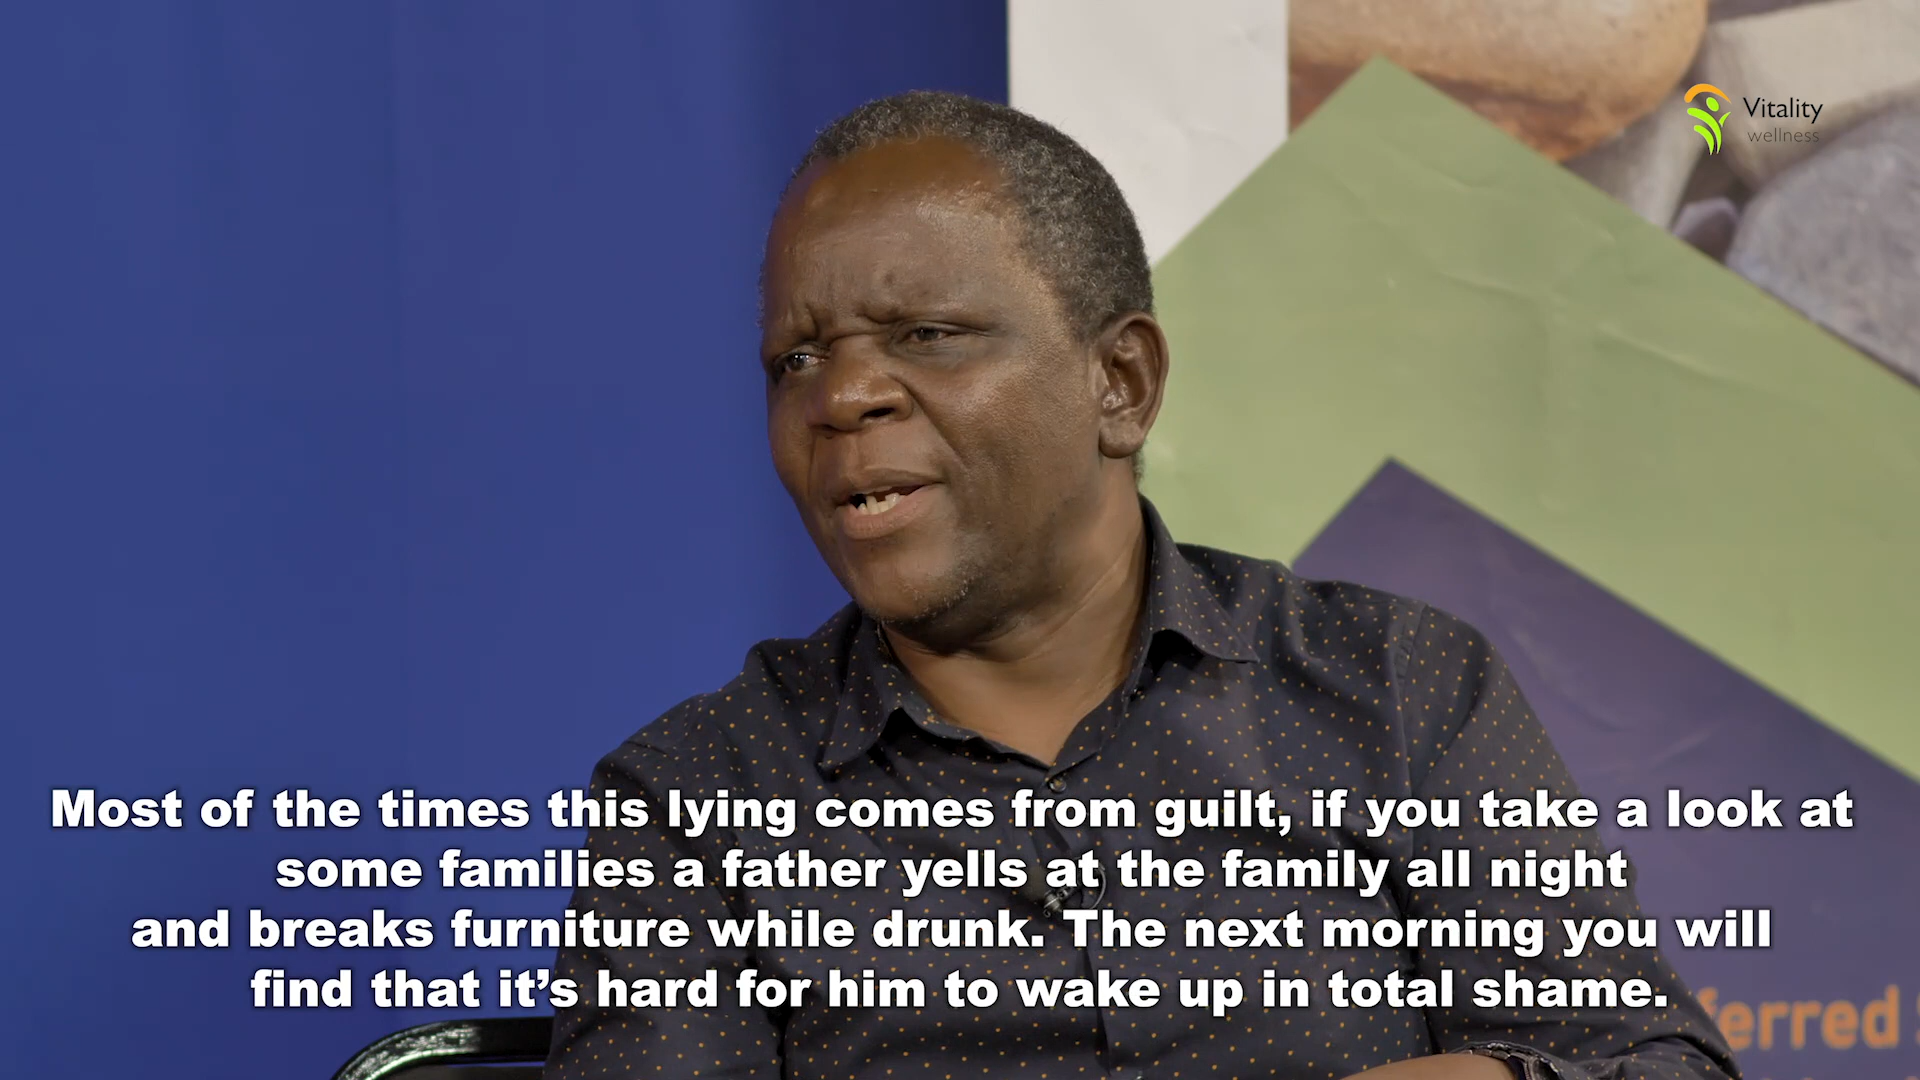 Vitality
wellness
Most of the times this lying comes from guilt, if you take a look at
some families a father yells at the family all night
and breaks furniture while drunk. The next morning you will
find that it’s hard for him to wake up in total shame.
ferred